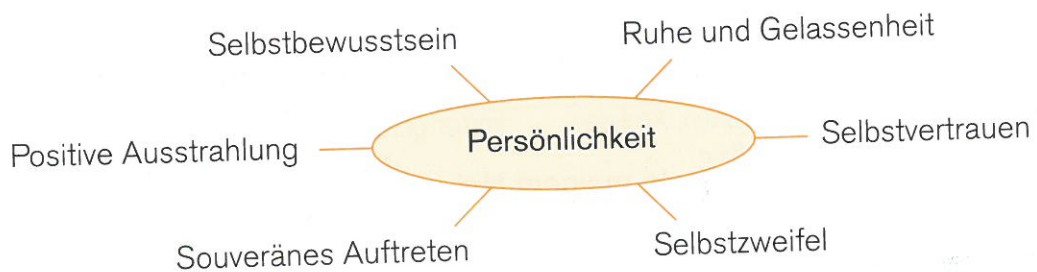 Selbstbewusstsein
Ruhe und Gelassenheit
Positive Ausstrahlung
Persönlichkeit
Selbstvertrauen
Souveränes Auftreten
Selbstzweifel